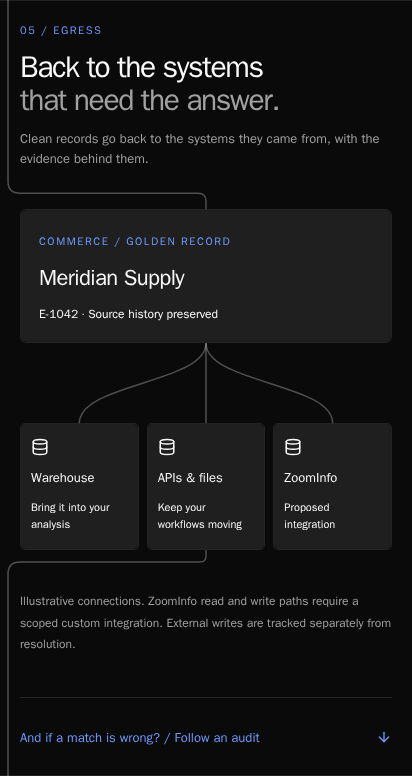 05 / EGRESS
Back to the systems
that need the answer.
Clean records go back to the systems they came from, with the
evidence behind them.
COMMERCE / GOLDEN RECORD
Meridian Supply
E-1042 · Source history preserved
Warehouse
Bring it into your
analysis
APIs & files
Keep your
workflows moving
ZoomInfo
Proposed
integration
Illustrative connections. ZoomInfo read and write paths require a
scoped custom integration. External writes are tracked separately from
resolution.
And if a match is wrong? / Follow an audit